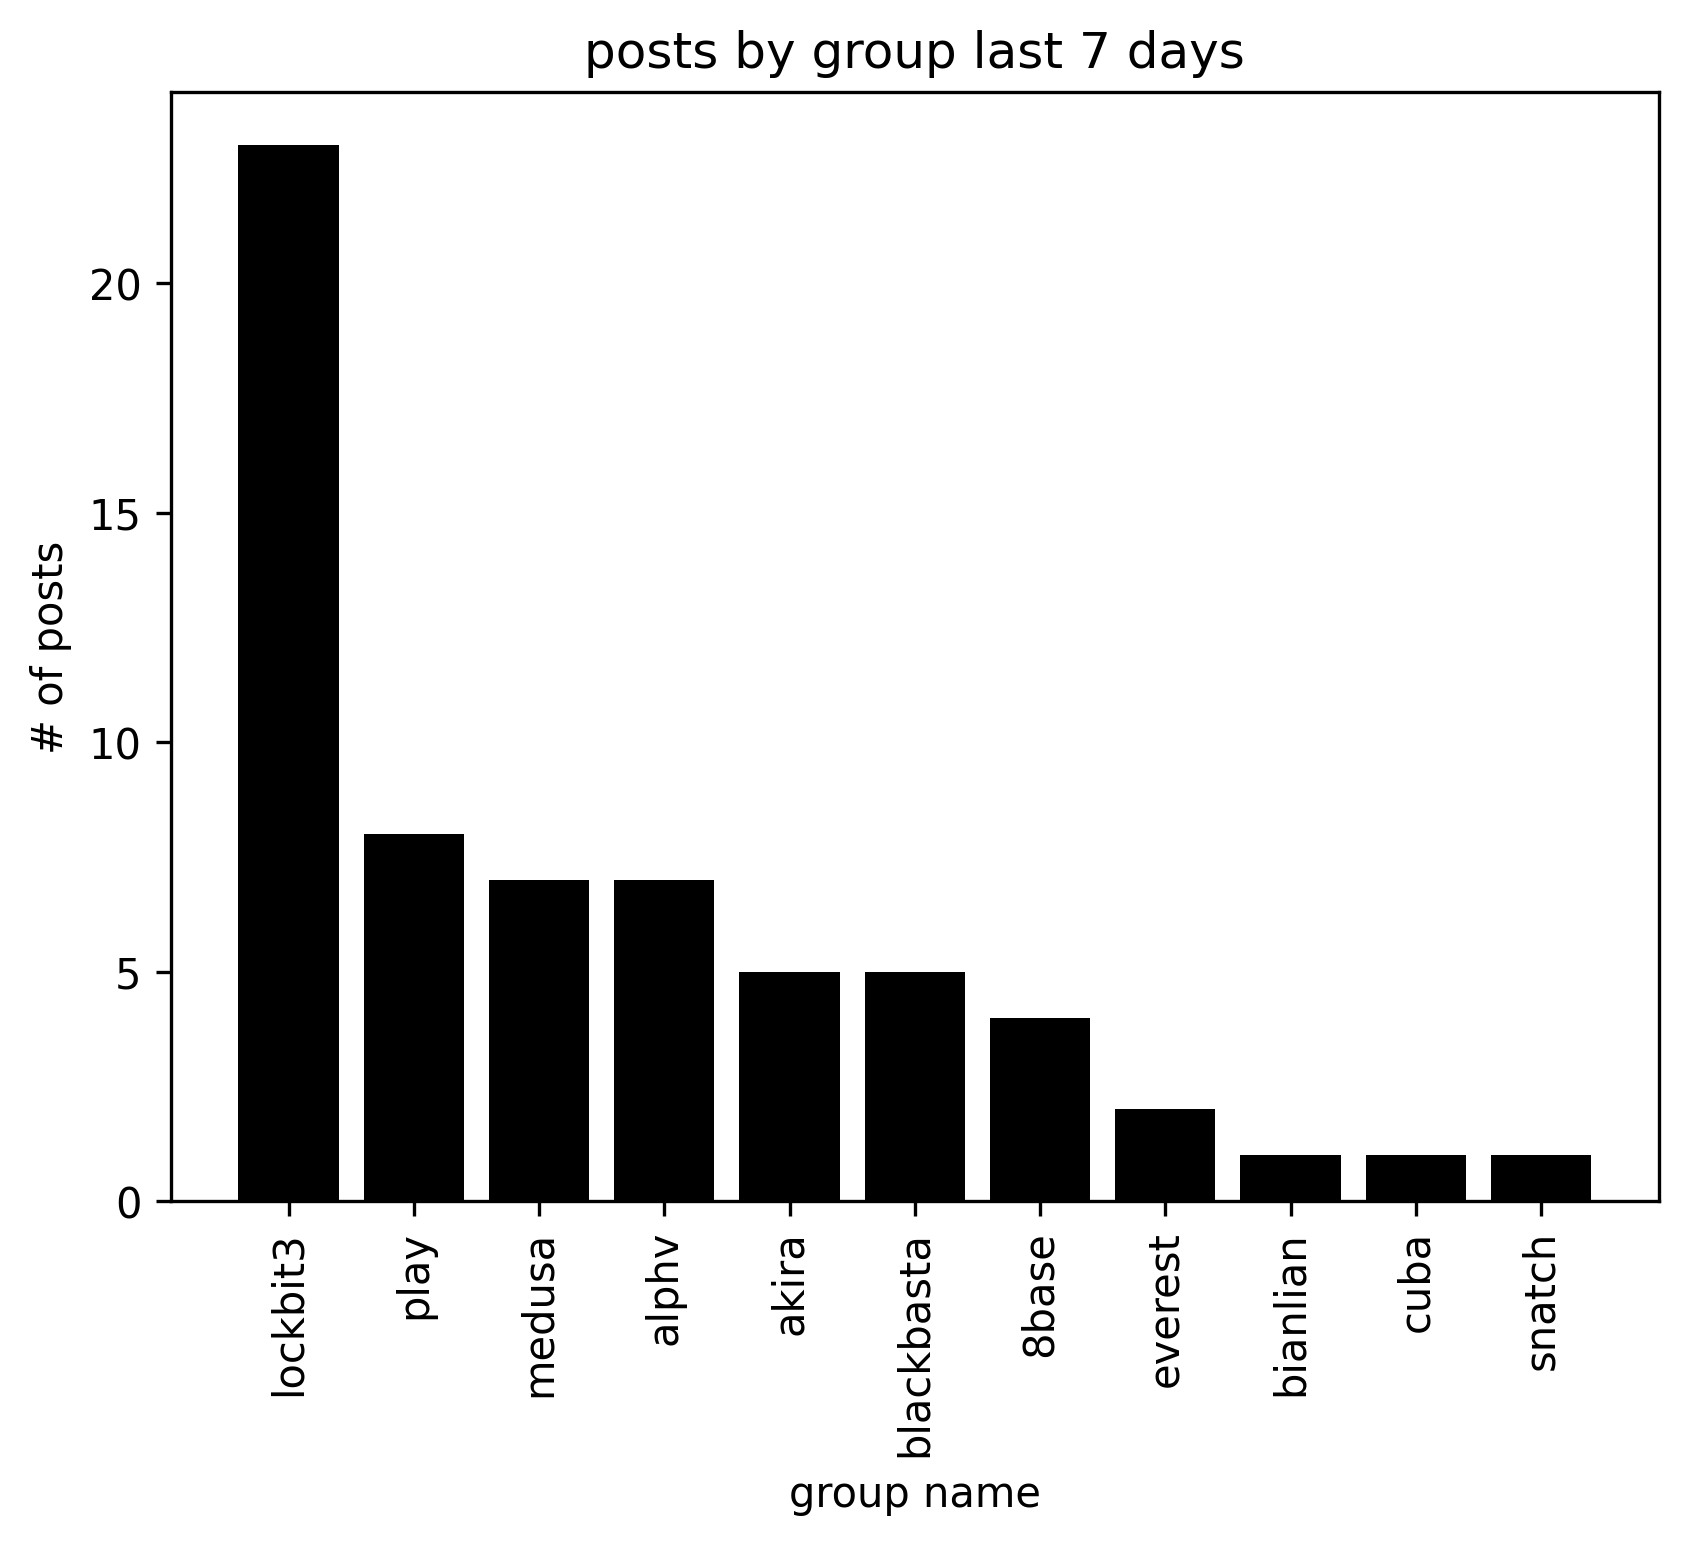 posts by group last 7 days
# of posts
20
15
10
5
0
lockbit3
play
medusa
alphv
akira
blackbasta
8base
everest
bianlian
cuba
snatch
group name